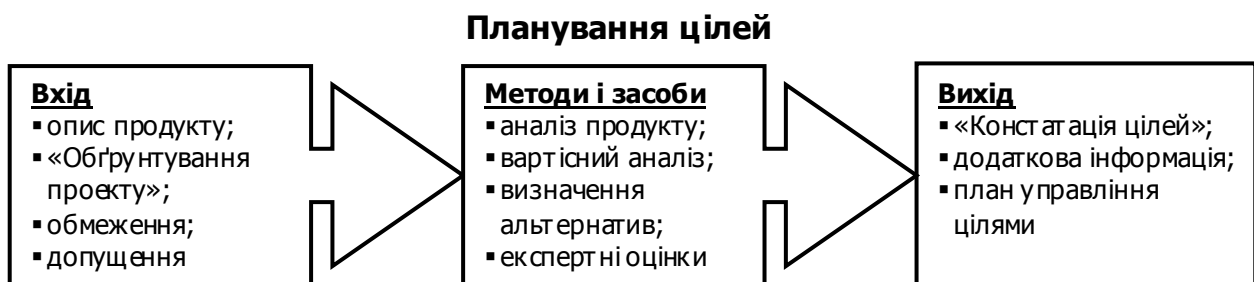 Планування цілей
Вхід
▪ опис продукту;
▪ «Обґрунтування
проекту»;
▪ обмеження;
▪ допущення
Методи і засоби
▪ аналіз продукту;
▪ вартісний аналіз;
▪ визначення
альтернатив;
▪ експертні оцінки
Вихід
▪ «Констатація цілей»;
▪ додаткова інформація;
▪ план управління
цілями